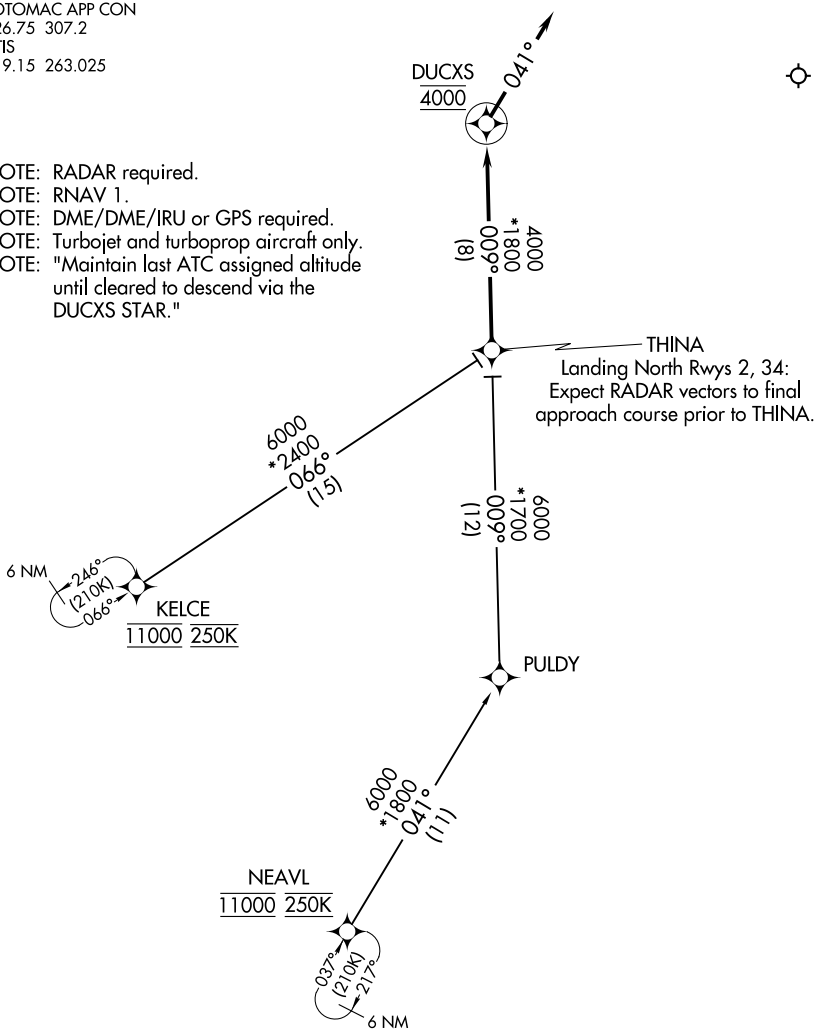 OTOMAC APP CON
26.75 307.2
TIS
9.15 263.025
DUCXS
4000
041°
OTE: RADAR required.
OTE: RNAV 1.
OTE: DME/DME/IRU or GPS required.
OTE: Turbojet and turboprop aircraft only.
OTE: "Maintain last ATC assigned altitude
until cleared to descend via the
DUCXS STAR."
4000
*1800
009°
(8)
THINA
Landing North Rwys 2, 34:
Expect RADAR vectors to final
approach course prior to THINA.
6000
*2400
066°
(15)
6000
*1700
009°
(12)
6 NM
246°
(210K)
066°
KELCE
11000 250K
PULDY
6000
*1800
041°
(11)
NEAVL
11000 250K
037°
(210K)
217°
6 NM